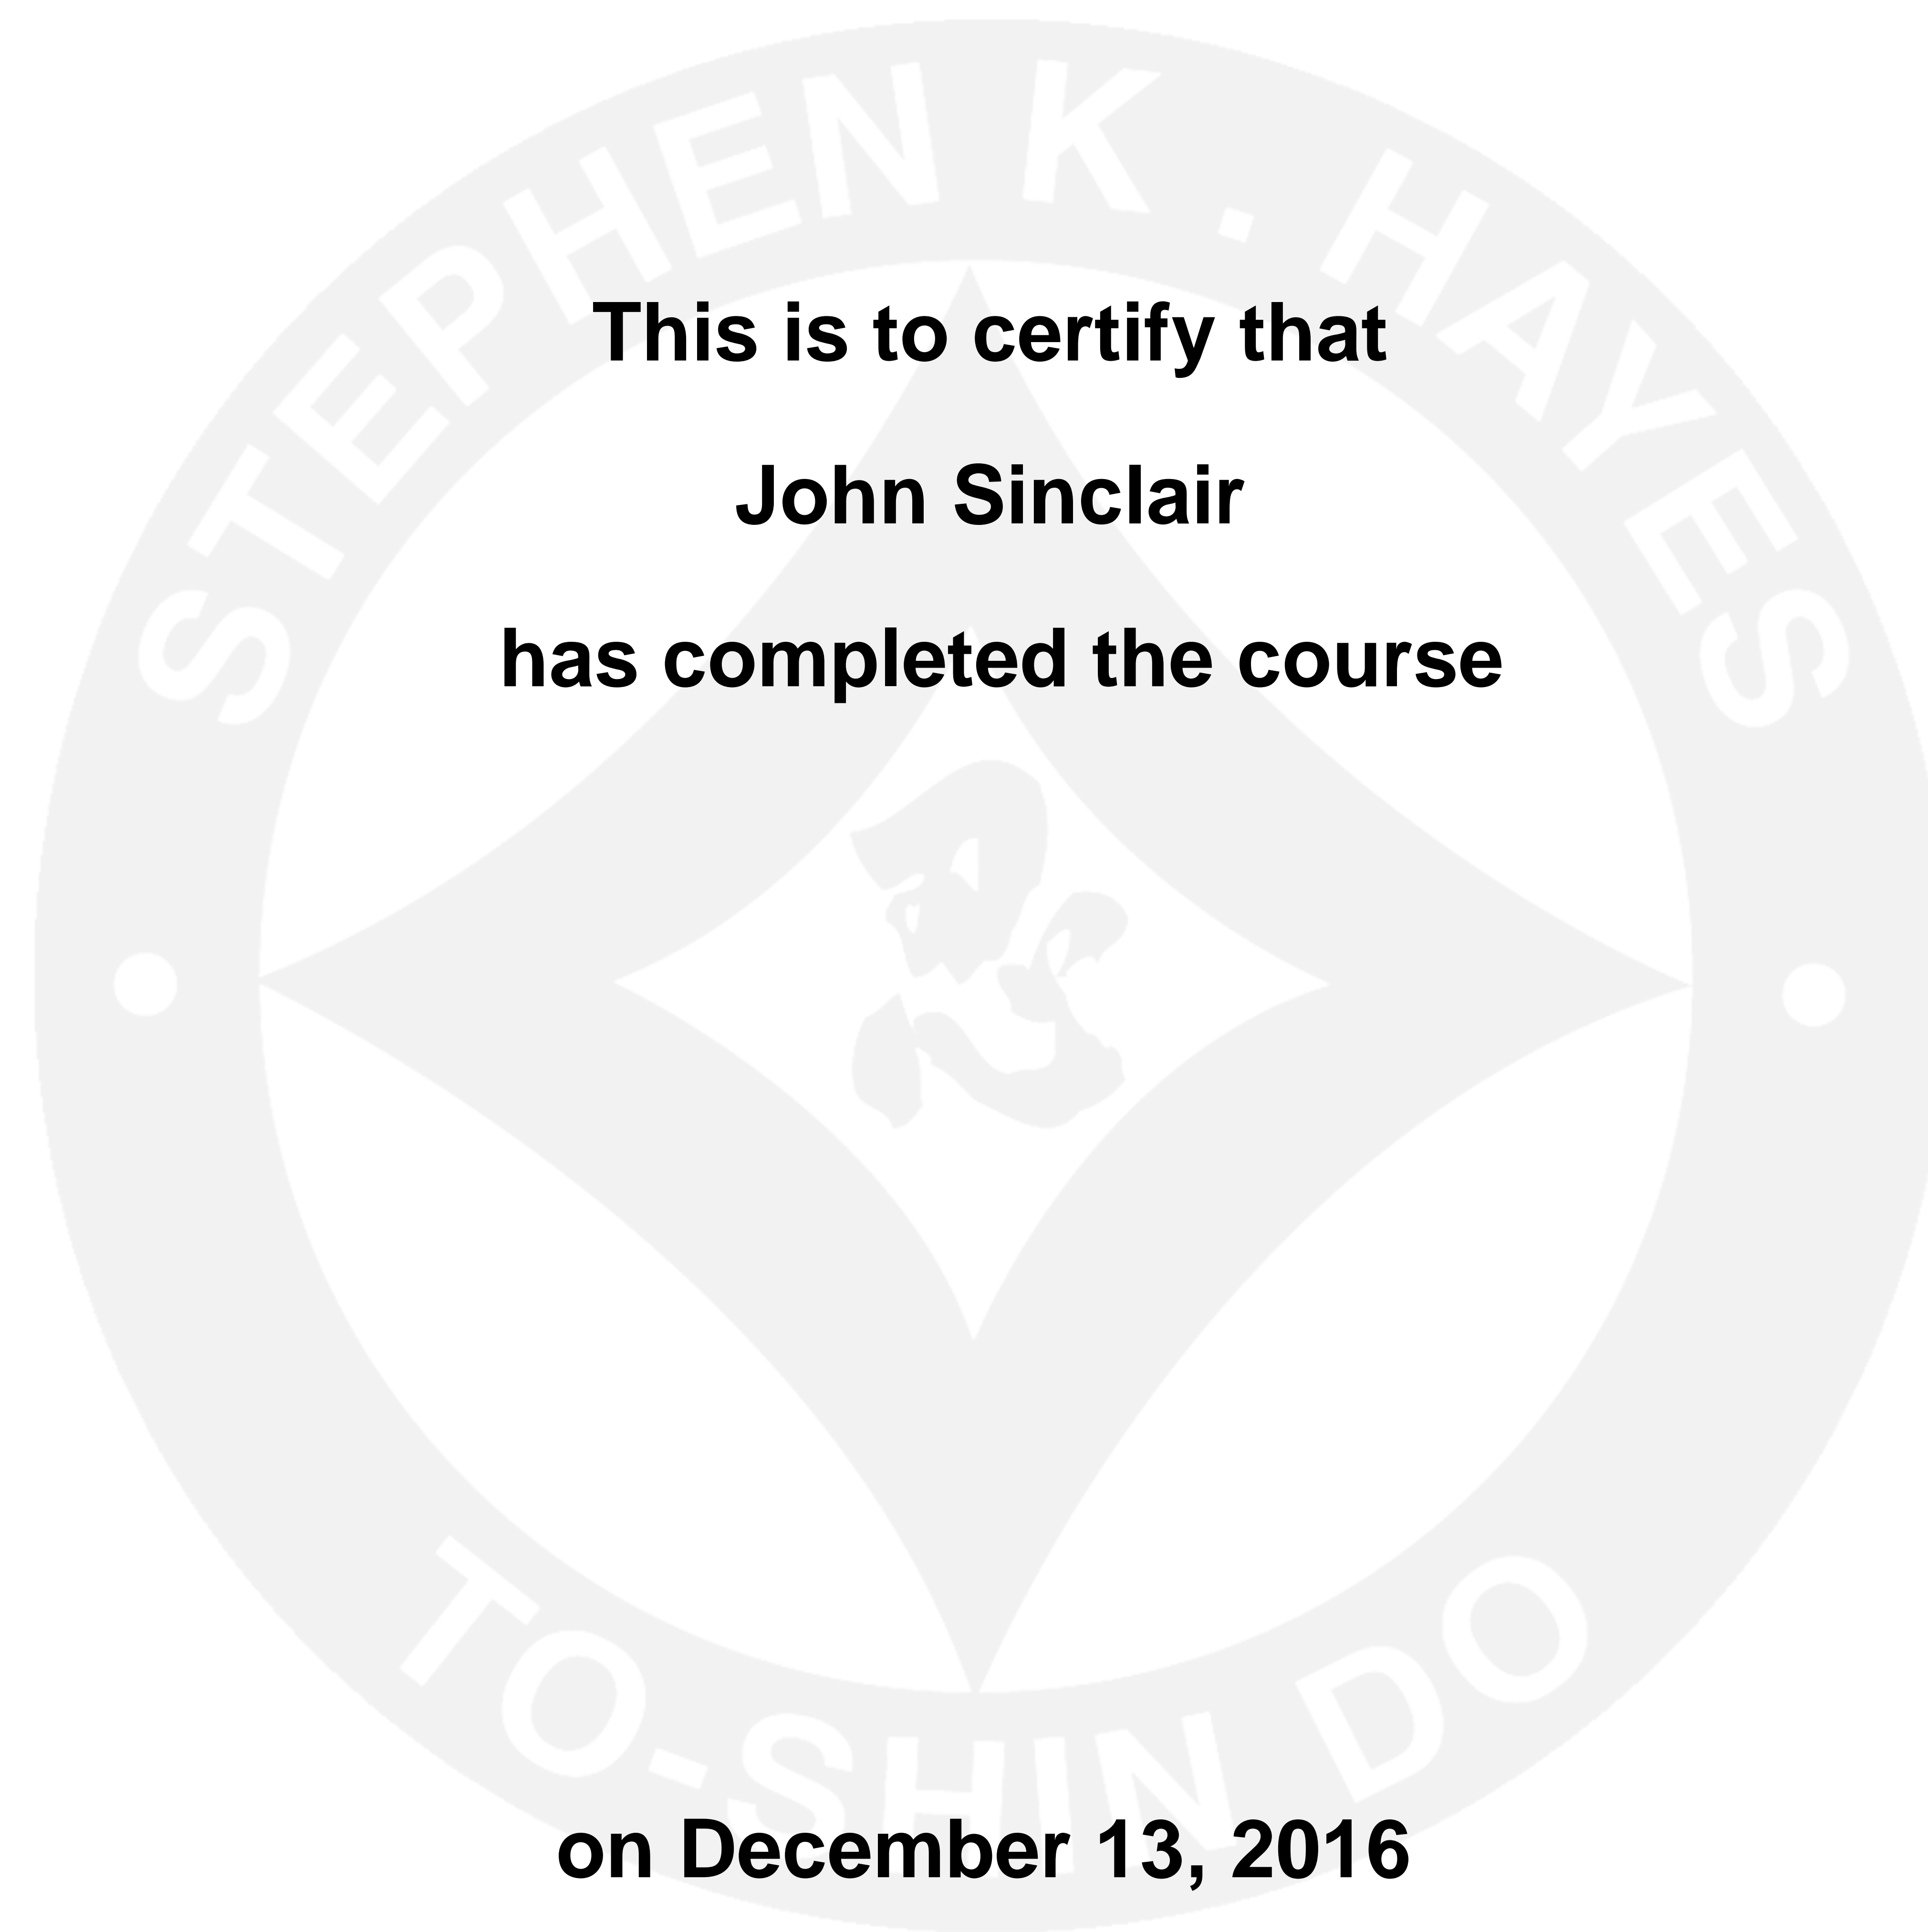 STEPHEN K. HAYES
This is to certify that
John Sinclair
has completed the course
忍
TO-SHIN DO
on December 13, 2016